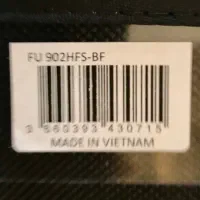 FU 902HFS-BF
3 660393 430715
MADE IN VIETNAM